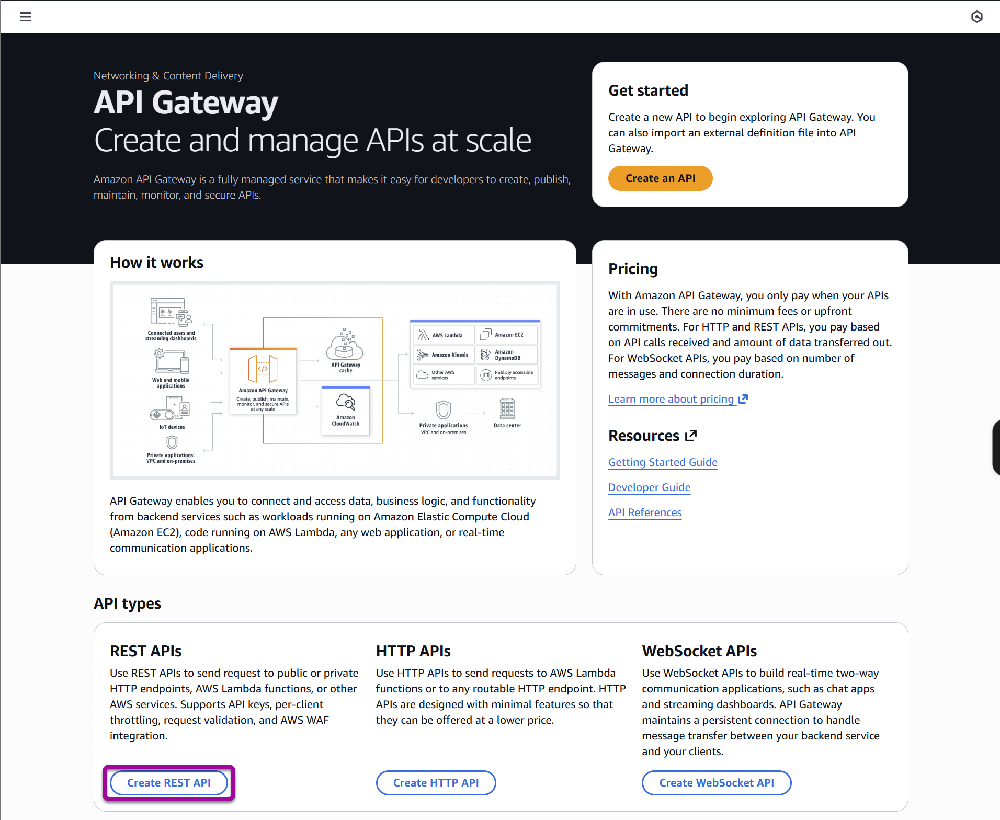 Networking & Content Delivery
API Gateway
Create and manage APIs at scale
Amazon API Gateway is a fully managed service that makes it easy for developers to create, publish,
maintain, monitor, and secure APIs.
Get started
Create a new API to begin exploring API Gateway. You
can also import an external definition file into API
Gateway.
Create an API
How it works
Connected users and
streaming dashboards
Web and mobile
applications
IoT devices
Private applications:
VPC and on-premises
</>
Amazon API Gateway
Create, publish, maintain,
monitor, and secure APIs
at any scale
API Gateway
cache
Amazon
CloudWatch
AWS Lambda
Amazon EC2
Amazon Kinesis
Amazon
DynamoDB
Other AWS
services
Publicly accessible
endpoints
Private applications
VPC and on-premises
Data center
API Gateway enables you to connect and access data, business logic, and functionality
from backend services such as workloads running on Amazon Elastic Compute Cloud
(Amazon EC2), code running on AWS Lambda, any web application, or real-time
communication applications.
Pricing
With Amazon API Gateway, you only pay when your APIs
are in use. There are no minimum fees or upfront
commitments. For HTTP and REST APIs, you pay based
on API calls received and amount of data transferred out.
For WebSocket APIs, you pay based on number of
messages and connection duration.
Learn more about pricing
Resources
Getting Started Guide
Developer Guide
API References
API types
REST APIs
Use REST APIs to send request to public or private
HTTP endpoints, AWS Lambda functions, or other
AWS services. Supports API keys, per-client
throttling, request validation, and AWS WAF
integration.
Create REST API
HTTP APIs
Use HTTP APIs to send requests to AWS Lambda
functions or to any routable HTTP endpoint. HTTP
APIs are designed with minimal features so that
they can be offered at a lower price.
Create HTTP API
WebSocket APIs
Use WebSocket APIs to build real-time two-way
communication applications, such as chat apps
and streaming dashboards. API Gateway
maintains a persistent connection to handle
message transfer between your backend service
and your clients.
Create WebSocket API